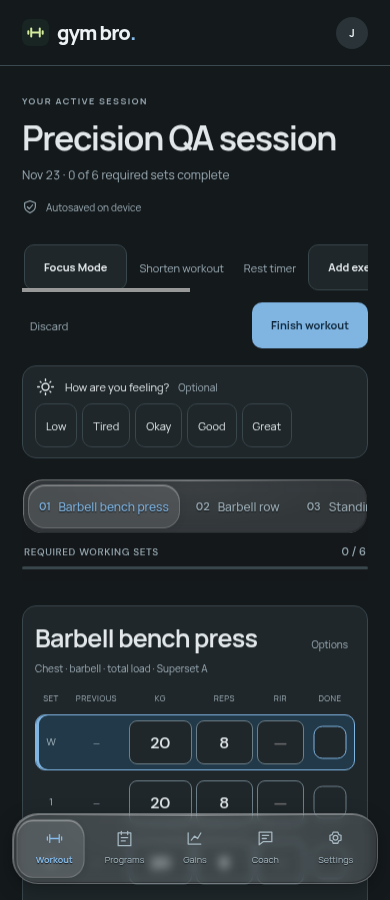 gym bro.
J
YOUR ACTIVE SESSION
Precision QA session
Nov 23 · 0 of 6 required sets complete
Autosaved on device
Focus Mode Shorten workout Rest timer Add exe
Discard Finish workout
How are you feeling? Optional
Low Tired Okay Good Great
01 Barbell bench press 02 Barbell row 03 Standi
REQUIRED WORKING SETS 0 / 6
Barbell bench press Options
Chest · barbell · total load · Superset A
SET PREVIOUS KG REPS RIR DONE
W – 20 8 —
1 – 20 8 —
Workout Programs Gains Coach Settings